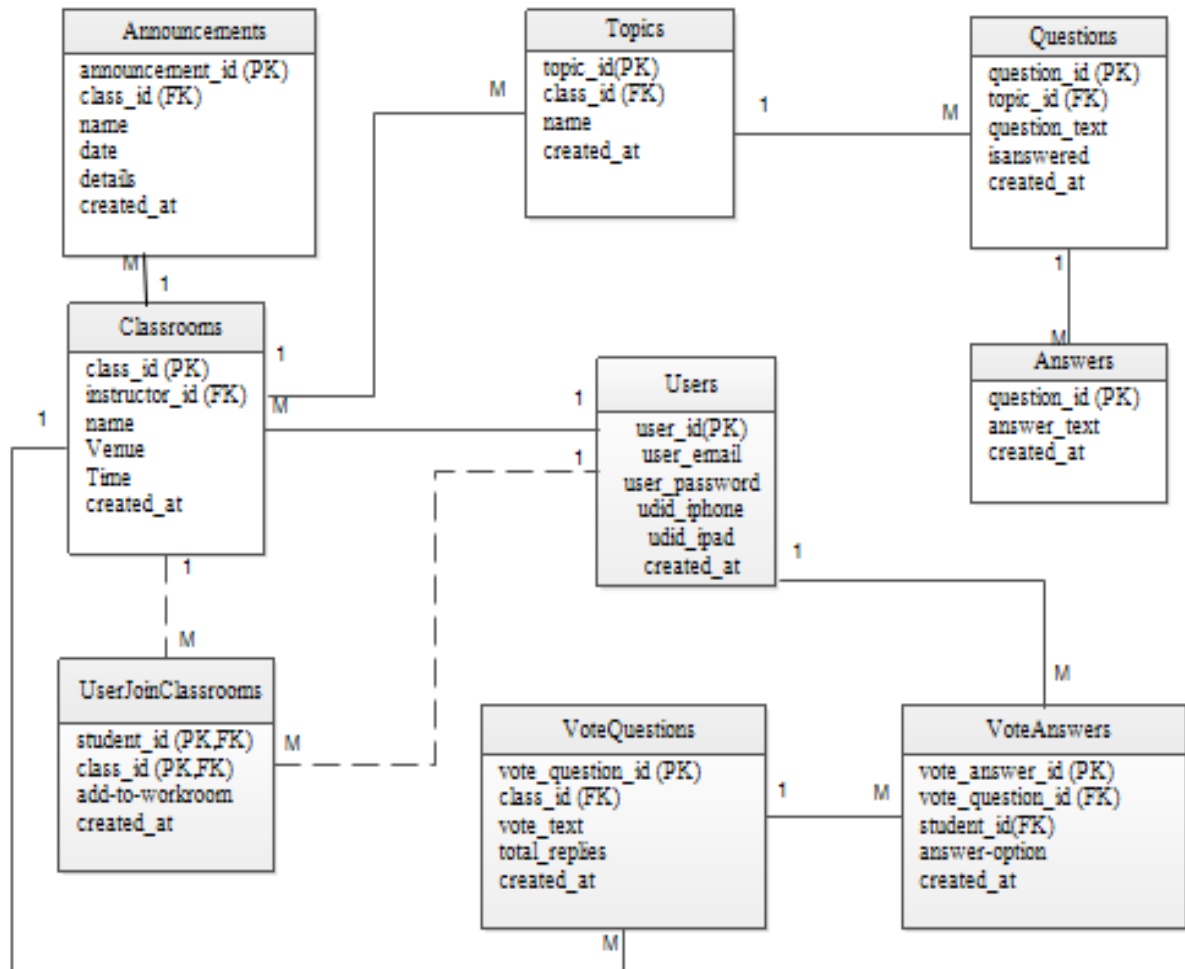 Announcements
announcement_id (PK)
class_id (FK)
name
date
details
created_at
Topics
topic_id(PK)
class_id (FK)
name
created_at
Questions
question_id (PK)
topic_id (FK)
question_text
isanswered
created_at
M
1
M
M
1
1
M
Classrooms
class_id (PK)
instructor_id (FK)
name
Venue
Time
created_at
1
M
1
Users
user_id(PK)
user_email
user_password
udid_iphone
udid_ipad
created_at
1
1
1
Answers
question_id (PK)
answer_text
created_at
1
M
UserJoinClassrooms
student_id (PK,FK)
class_id (PK,FK)
add-to-workroom
created_at
M
M
VoteQuestions
vote_question_id (PK)
class_id (FK)
vote_text
total_replies
created_at
1
M
VoteAnswers
vote_answer_id (PK)
vote_question_id (FK)
student_id(FK)
answer-option
created_at
M